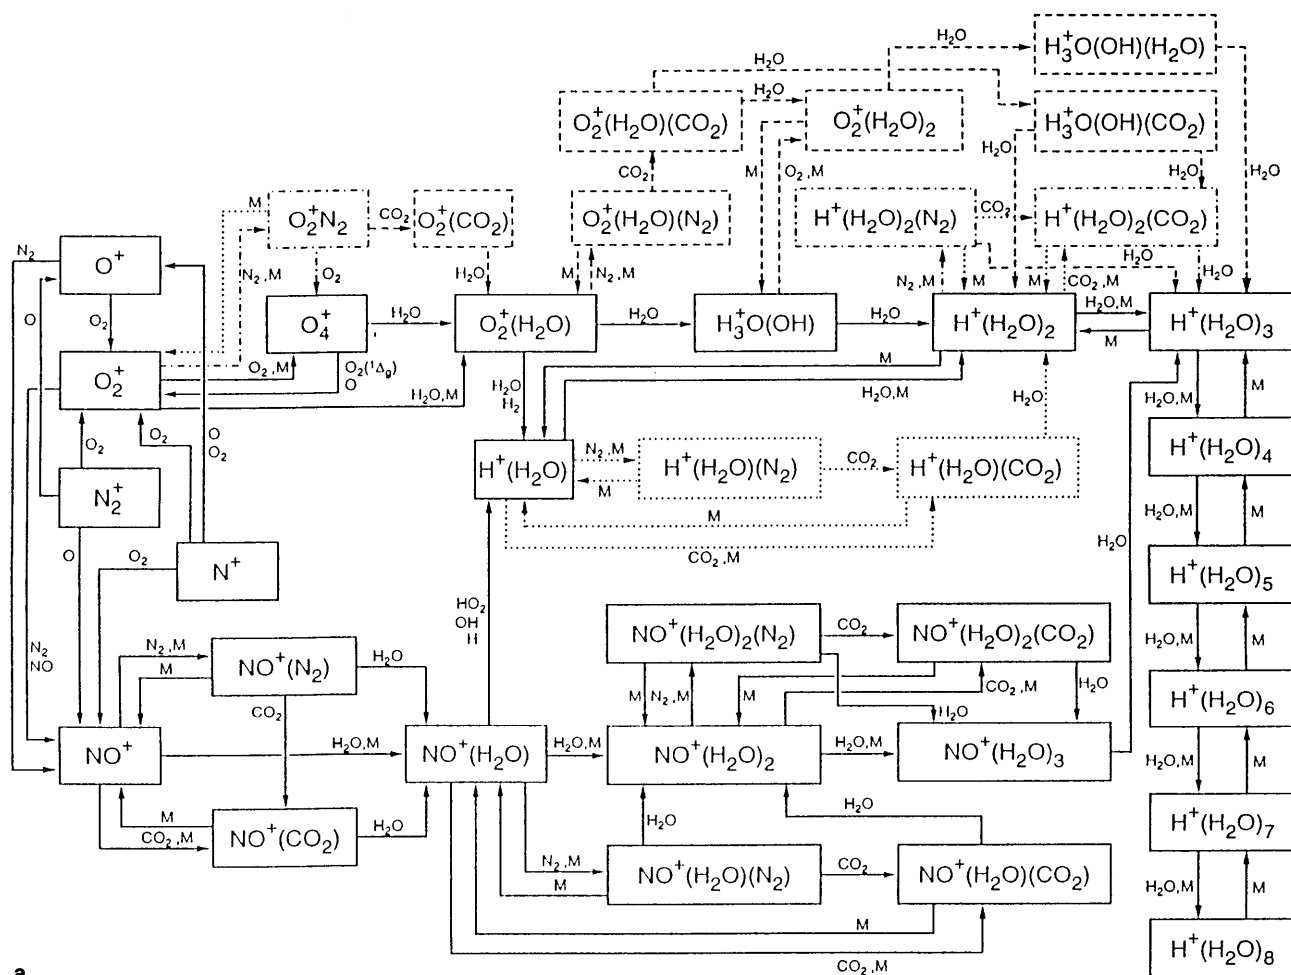 H₂O
H₃⁺O(OH)(H₂O)
H₂O
H₂O
O₂⁺(H₂O)(CO₂)
O₂⁺(H₂O)₂
H₃⁺O(OH)(CO₂)
H₂O
CO₂
M
O₂,M
H₂O
H₂O
M
O₂⁺N₂
CO₂
O₂⁺(CO₂)
O₂⁺(H₂O)(N₂)
H⁺(H₂O)₂(N₂)
CO₂
H⁺(H₂O)₂(CO₂)
N₂
O⁺
N₂,M
O₂
H₂O
M
N₂,M
N₂,M
M
M
CO₂,M
H₂O
H₂O
O
O₂
O₄⁺
H₂O
O₂⁺(H₂O)
H₂O
H₃⁺O(OH)
H₂O
H⁺(H₂O)₂
H₂O,M
M
H⁺(H₂O)₃
O₂⁺
O₂,M
O₂(¹Δg)
O
H₂O,M
H₂O
H₂
M
H₂O,M
H₂O
H₂O,M
M
O₂
O₂
O
O₂
N₂⁺
H⁺(H₂O)
N₂,M
M
H⁺(H₂O)(N₂)
CO₂
H⁺(H₂O)(CO₂)
H⁺(H₂O)₄
M
CO₂,M
H₂O,M
M
O
O₂
N⁺
H₂O
H⁺(H₂O)₅
HO₂
OH
H
NO⁺(H₂O)₂(N₂)
CO₂
NO⁺(H₂O)₂(CO₂)
H₂O,M
M
N₂
NO
N₂,M
M
NO⁺(N₂)
H₂O
CO₂
M
N₂,M
M
CO₂,M
H₂O
H₂O
H⁺(H₂O)₆
NO⁺
H₂O,M
NO⁺(H₂O)
H₂O,M
NO⁺(H₂O)₂
H₂O,M
NO⁺(H₂O)₃
H₂O,M
M
M
CO₂,M
NO⁺(CO₂)
H₂O
H₂O
H₂O
H⁺(H₂O)₇
N₂,M
M
NO⁺(H₂O)(N₂)
CO₂
NO⁺(H₂O)(CO₂)
H₂O,M
M
M
CO₂,M
H⁺(H₂O)₈
a